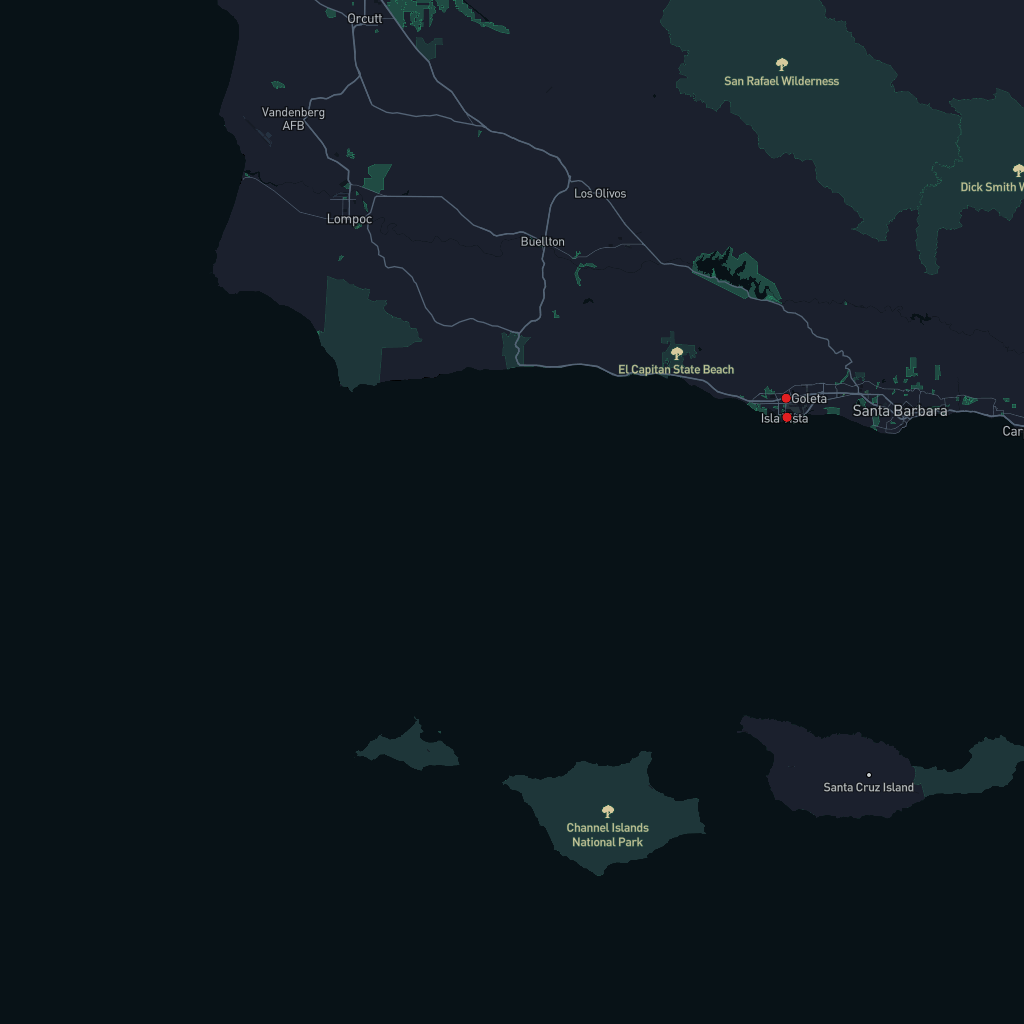 Orcutt
San Rafael Wilderness
Vandenberg
AFB
Dick Smith W
Los Olivos
Lompoc
Buellton
El Capitan State Beach
Goleta
Santa Barbara
Isla
sta
Car
Santa Cruz Island
Channel Islands
National Park